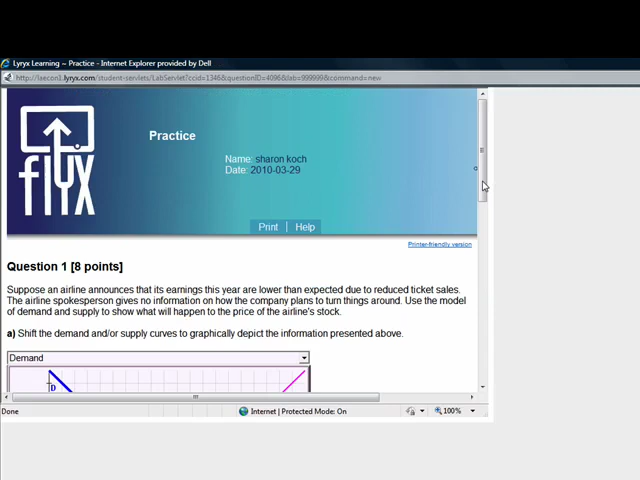 Lyryx Learning ~ Practice - Internet Explorer provided by Dell
http://laecon1.lyryx.com/student-servlets/LabServlet?ccid=1346&questionID=4096&lab=999999&command=new
flyx
Practice
Name: sharon koch
Date: 2010-03-29
Print | Help
Printer-friendly version
Question 1 [8 points]
Suppose an airline announces that its earnings this year are lower than expected due to reduced ticket sales.
The airline spokesperson gives no information on how the company plans to turn things around. Use the model
of demand and supply to show what will happen to the price of the airline's stock.
a) Shift the demand and/or supply curves to graphically depict the information presented above.
Demand
D
Done
Internet | Protected Mode: On
100%